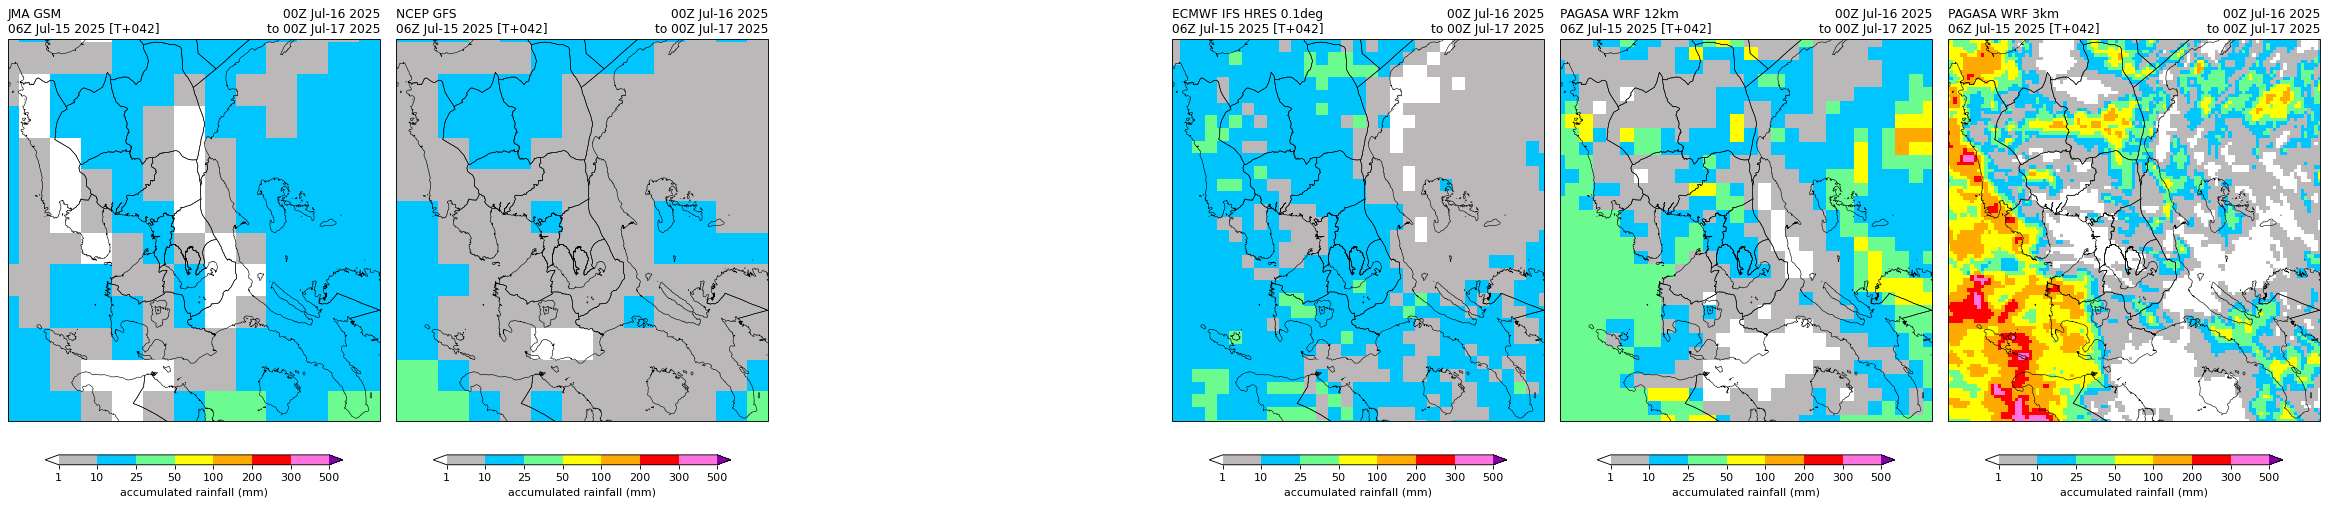 JMA GSM 00Z Jul-16 2025
06Z Jul-15 2025 [T+042] to 00Z Jul-17 2025
1 10 25 50 100 200 300 500
accumulated rainfall (mm)
NCEP GFS 00Z Jul-16 2025
06Z Jul-15 2025 [T+042] to 00Z Jul-17 2025
1 10 25 50 100 200 300 500
accumulated rainfall (mm)
ECMWF IFS HRES 0.1deg 00Z Jul-16 2025
06Z Jul-15 2025 [T+042] to 00Z Jul-17 2025
1 10 25 50 100 200 300 500
accumulated rainfall (mm)
PAGASA WRF 12km 00Z Jul-16 2025
06Z Jul-15 2025 [T+042] to 00Z Jul-17 2025
1 10 25 50 100 200 300 500
accumulated rainfall (mm)
PAGASA WRF 3km 00Z Jul-16 2025
06Z Jul-15 2025 [T+042] to 00Z Jul-17 2025
1 10 25 50 100 200 300 500
accumulated rainfall (mm)